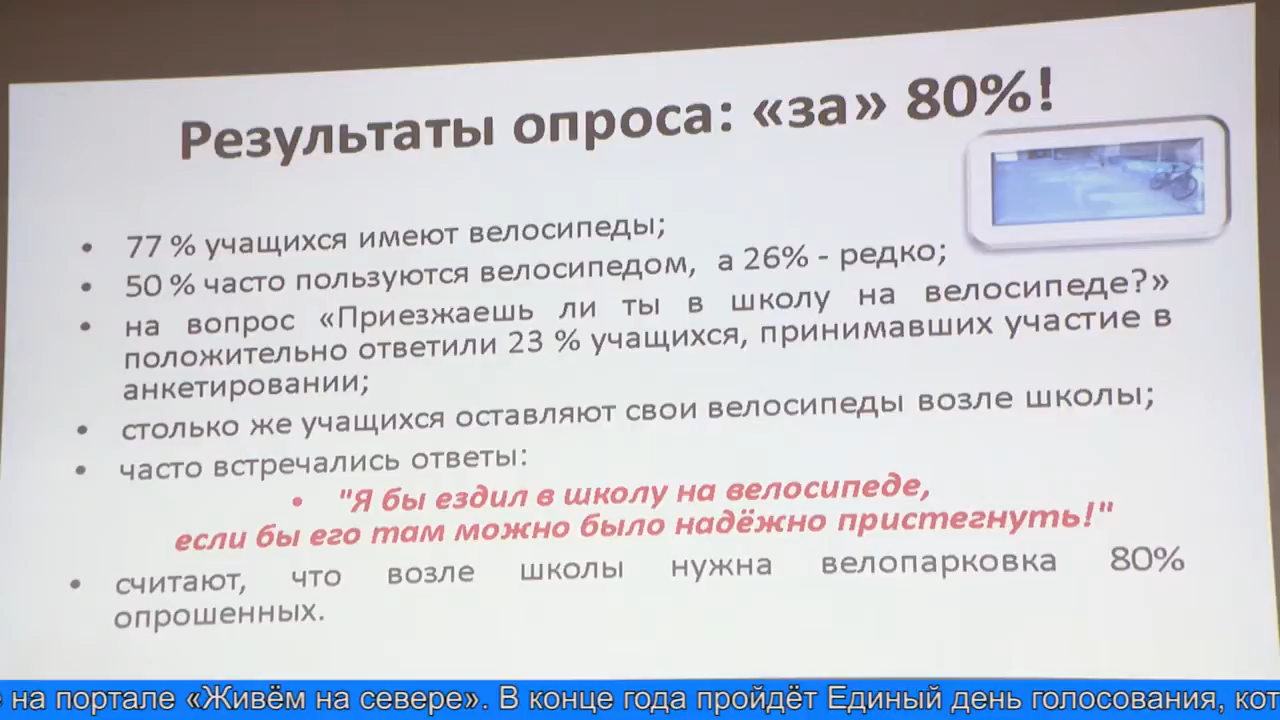 Результаты опроса: «за» 80%!
• 77 % учащихся имеют велосипеды;
• 50 % часто пользуются велосипедом, а 26% - редко;
• на вопрос «Приезжаешь ли ты в школу на велосипеде?»
положительно ответили 23 % учащихся, принимавших участие в
анкетировании;
• столько же учащихся оставляют свои велосипеды возле школы;
• часто встречались ответы:
• "Я бы ездил в школу на велосипеде,
если бы его там можно было надёжно пристегнуть!"
• считают, что возле школы нужна велопарковка 80%
опрошенных.
на портале «Живём на севере». В конце года пройдёт Единый день голосования, кот